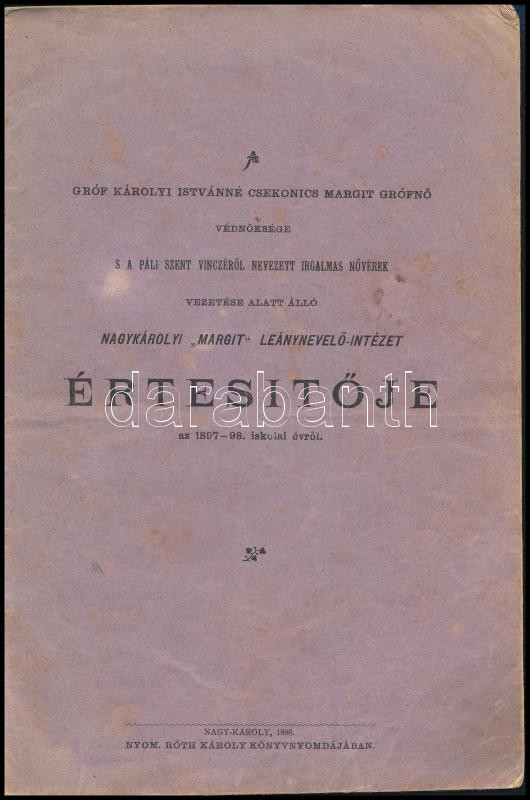 A
GRÓF KÁROLYI ISTVÁNNÉ CSEKONICS MARGIT GRÓFNŐ
VÉDNÖKSÉGE
S A PÁLI SZENT VINCZÉRŐL NEVEZETT IRGALMAS NŐVÉREK
VEZETÉSE ALATT ÁLLÓ
NAGYKÁROLYI „MARGIT“ LEÁNYNEVELŐ-INTÉZET
ÉRTESITŐJE
darabanth
az 1897–98. iskolai évről.
NAGY-KÁROLY, 1898.
NYOM. RÓTH KÁROLY KÖNYVNYOMDÁJÁBAN.